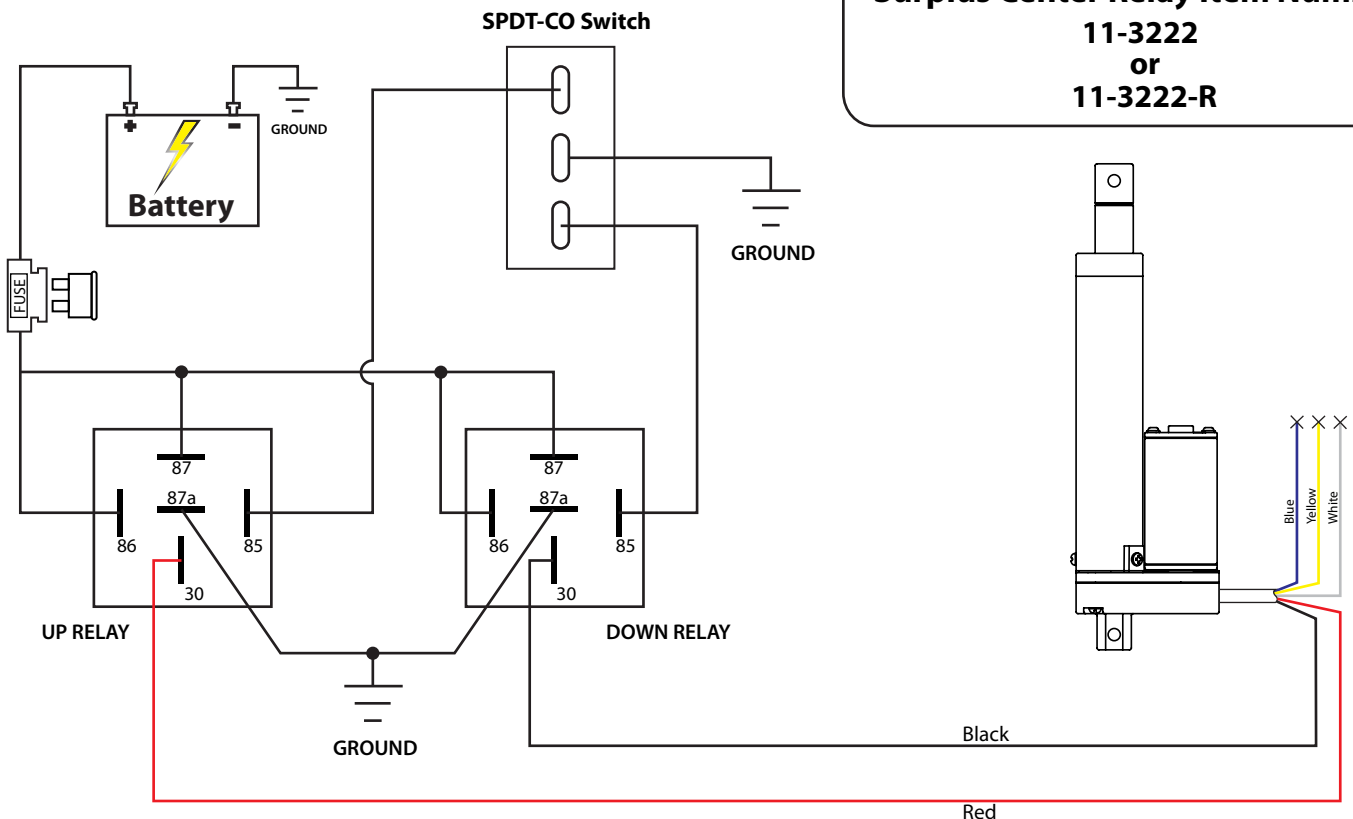 SPDT-CO Switch
11-3222
or
11-3222-R
+
-
GROUND
Battery
GROUND
FUSE
87
87a
86
85
30
UP RELAY
87
87a
86
85
30
DOWN RELAY
GROUND
Blue
Yellow
White
Black
Red